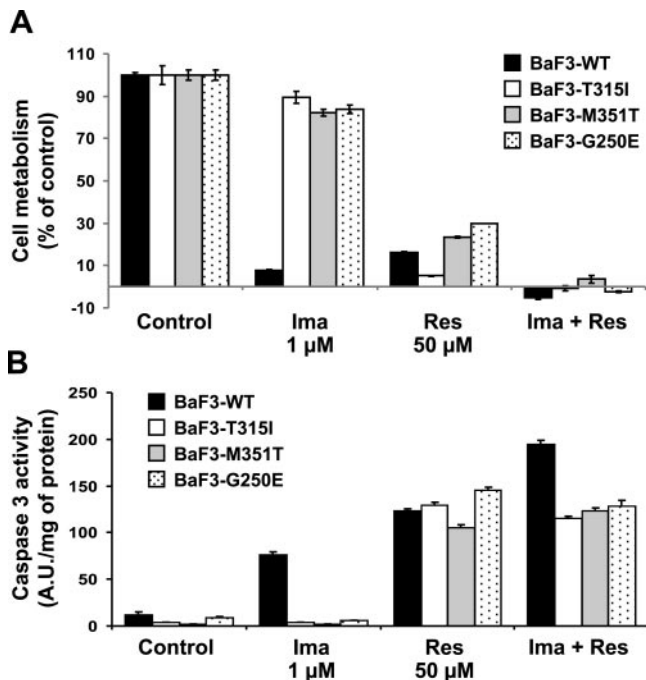 A
Cell metabolism
(% of control)
110
90
70
50
30
10
-10
BaF3-WT
BaF3-T315I
BaF3-M351T
BaF3-G250E
Control
Ima
1 µM
Res
50 µM
Ima + Res
B
Caspase 3 activity
(A.U./mg of protein)
250
200
150
100
50
0
BaF3-WT
BaF3-T315I
BaF3-M351T
BaF3-G250E
Control
Ima
1 µM
Res
50 µM
Ima + Res